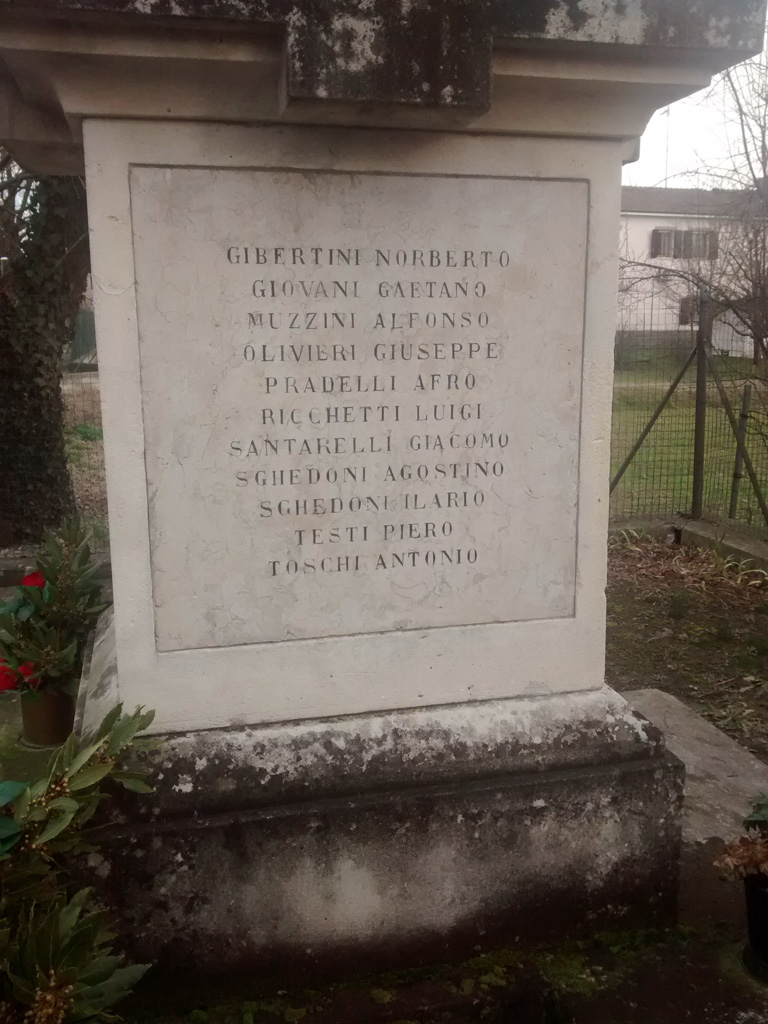 GIBERTINI NORBERTO
GIOVANI GAETANO
MUZZINI ALFONSO
OLIVIERI GIUSEPPE
PRADELLI AFRO
RICCHETTI LUIGI
SANTARELLI GIACOMO
SGHEDONI AGOSTINO
SGHEDONI ILARIO
TESTI PIERO
TOSCHI ANTONIO